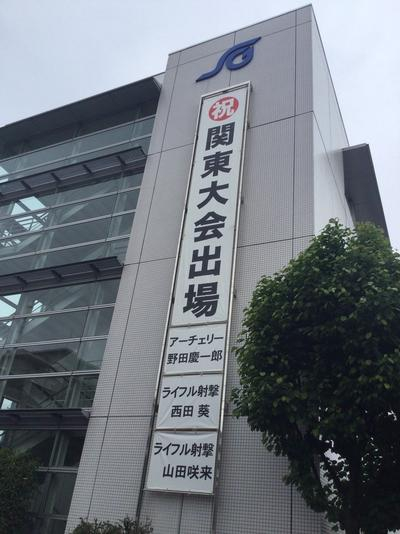 祝
関東大会出場
アーチェリー
野田慶一郎
ライフル射撃
西田 葵
ライフル射撃
山田咲来